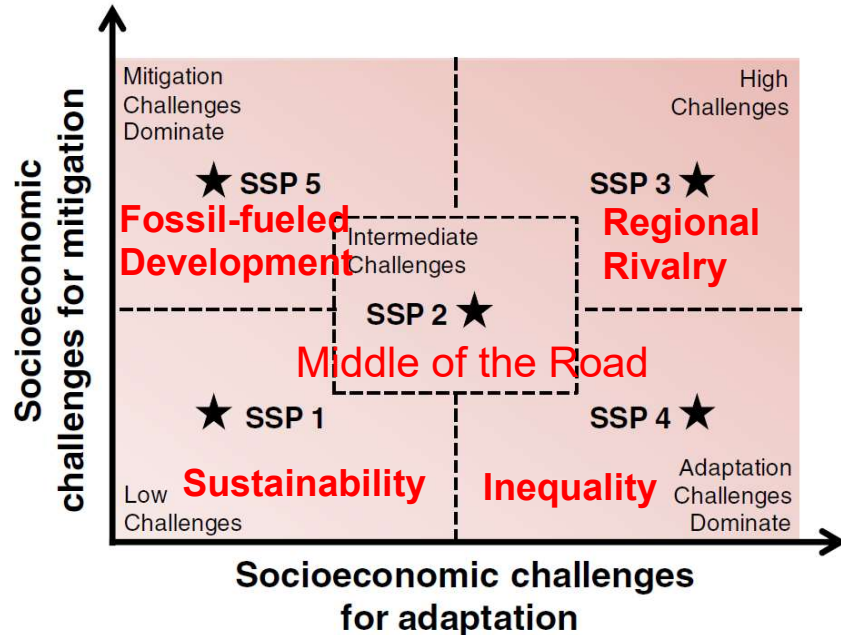 Socioeconomic
challenges for mitigation
Mitigation
Challenges
Dominate
High
Challenges
SSP 5
SSP 3
Fossil-fueled
Development
Regional
Rivalry
Intermediate
Challenges
SSP 2
Middle of the Road
SSP 1
SSP 4
Sustainability
Inequality
Low
Challenges
Adaptation
Challenges
Dominate
Socioeconomic challenges
for adaptation